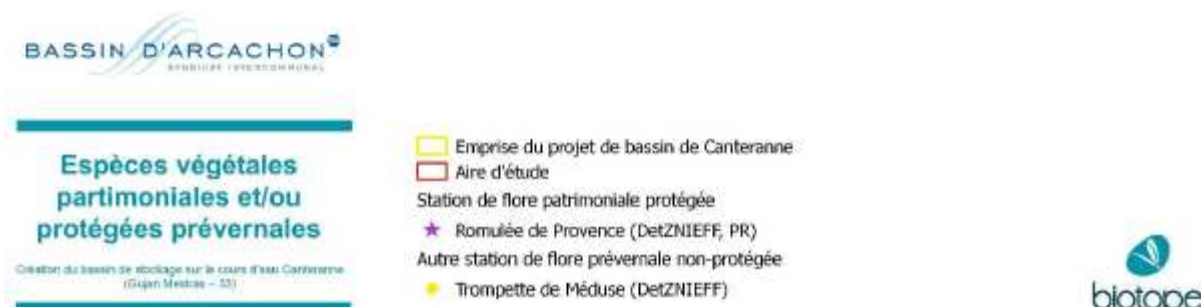 BASSIN D'ARCACHON
SYNDICAT INTERCOMMUNAL
Espèces végétales
partimoniales et/ou
protégées prévernales
Création du bassin de stockage sur le cours d'eau Canteranne
(Gujan Mestras – 33)
Emprise du projet de bassin de Canteranne
Aire d'étude
Station de flore patrimoniale protégée
Romulée de Provence (DetZNIEFF, PR)
Autre station de flore prévernale non-protégée
Trompette de Méduse (DetZNIEFF)
biotope